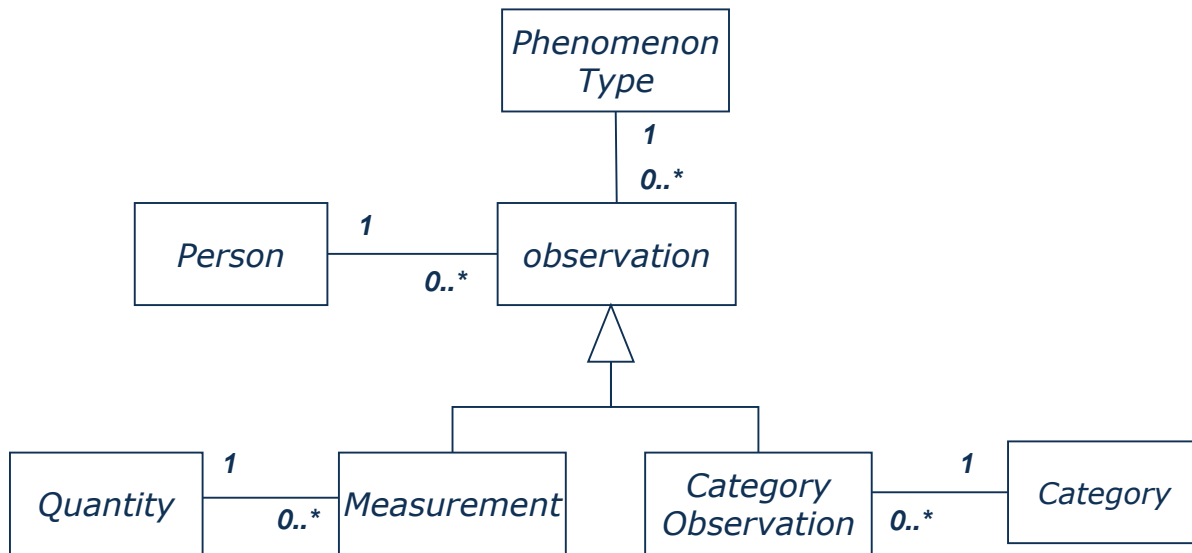 Phenomenon
Type
1
0..*
Person
1
0..*
observation
Quantity
1
0..*
Measurement
Category
Observation
1
0..*
Category